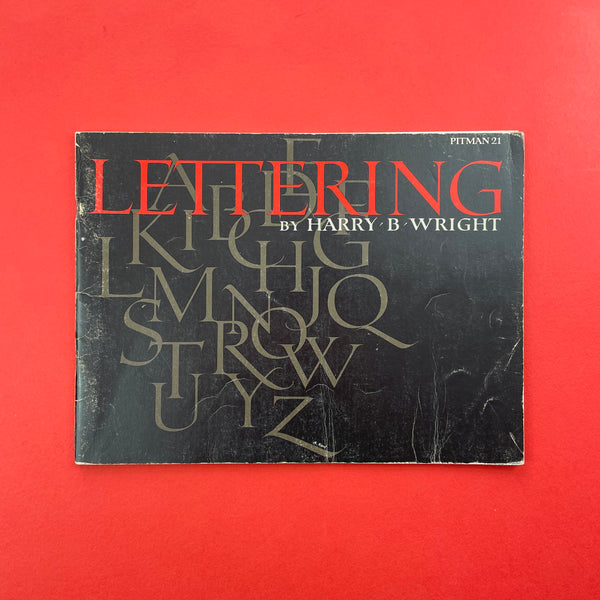 PITMAN 21
LETTERING
BY HARRY·B·WRIGHT
A E
K I B C D F
L M H G
S N J Q
T R O W
U Y Z